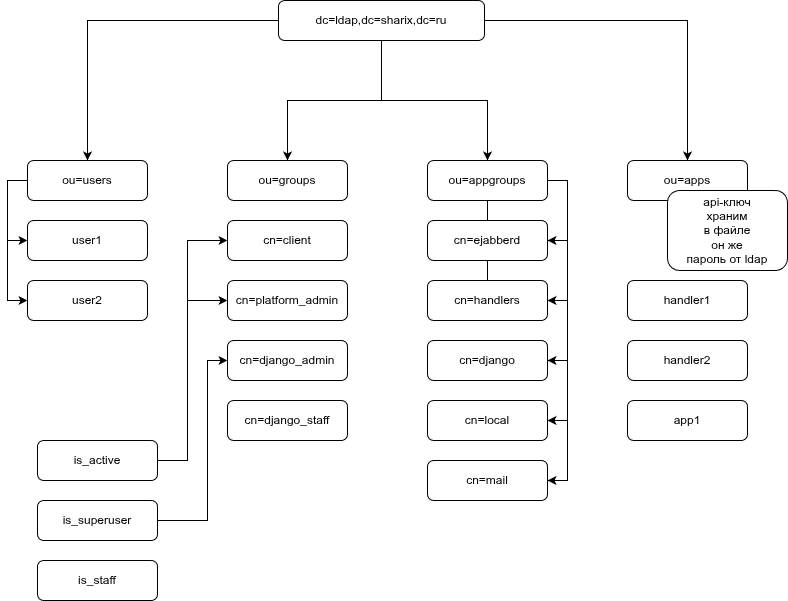 dc=ldap,dc=sharix,dc=ru
ou=users
ou=groups
ou=appgroups
ou=apps
api-ключ
храним
в файле
он же
пароль от ldap
user1
cn=client
cn=ejabberd
user2
cn=platform_admin
cn=handlers
handler1
cn=django_admin
cn=django
handler2
cn=django_staff
cn=local
app1
is_active
cn=mail
is_superuser
is_staff